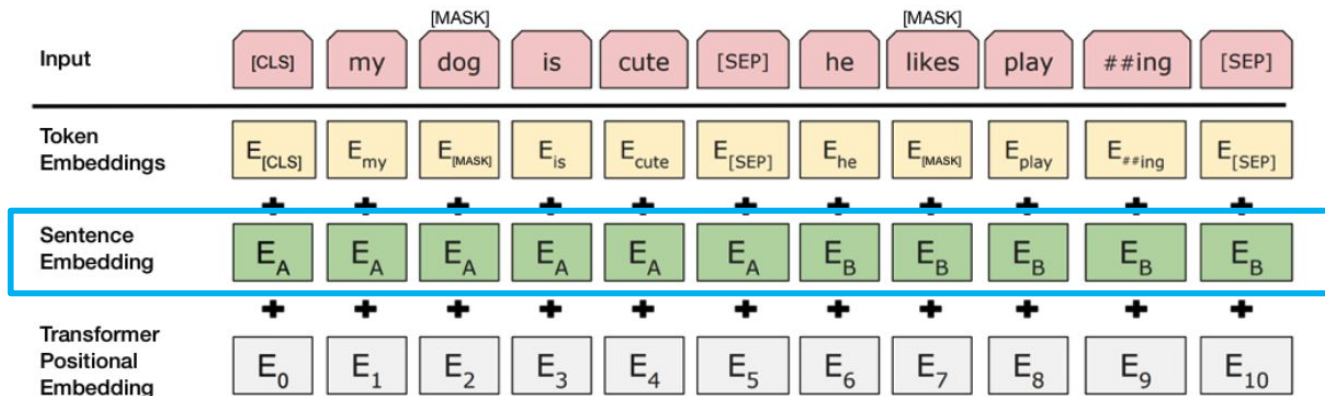 [MASK] [MASK]
Input [CLS] my dog is cute [SEP] he likes play ##ing [SEP]
Token
Embeddings
E[CLS] Emy E[MASK] Eis Ecute E[SEP] Ehe E[MASK] Eplay E##ing E[SEP]
+ + + + + + + + + + +
Sentence
Embedding
EA EA EA EA EA EA EB EB EB EB EB
+ + + + + + + + + + +
Transformer
Positional
Embedding
E0 E1 E2 E3 E4 E5 E6 E7 E8 E9 E10